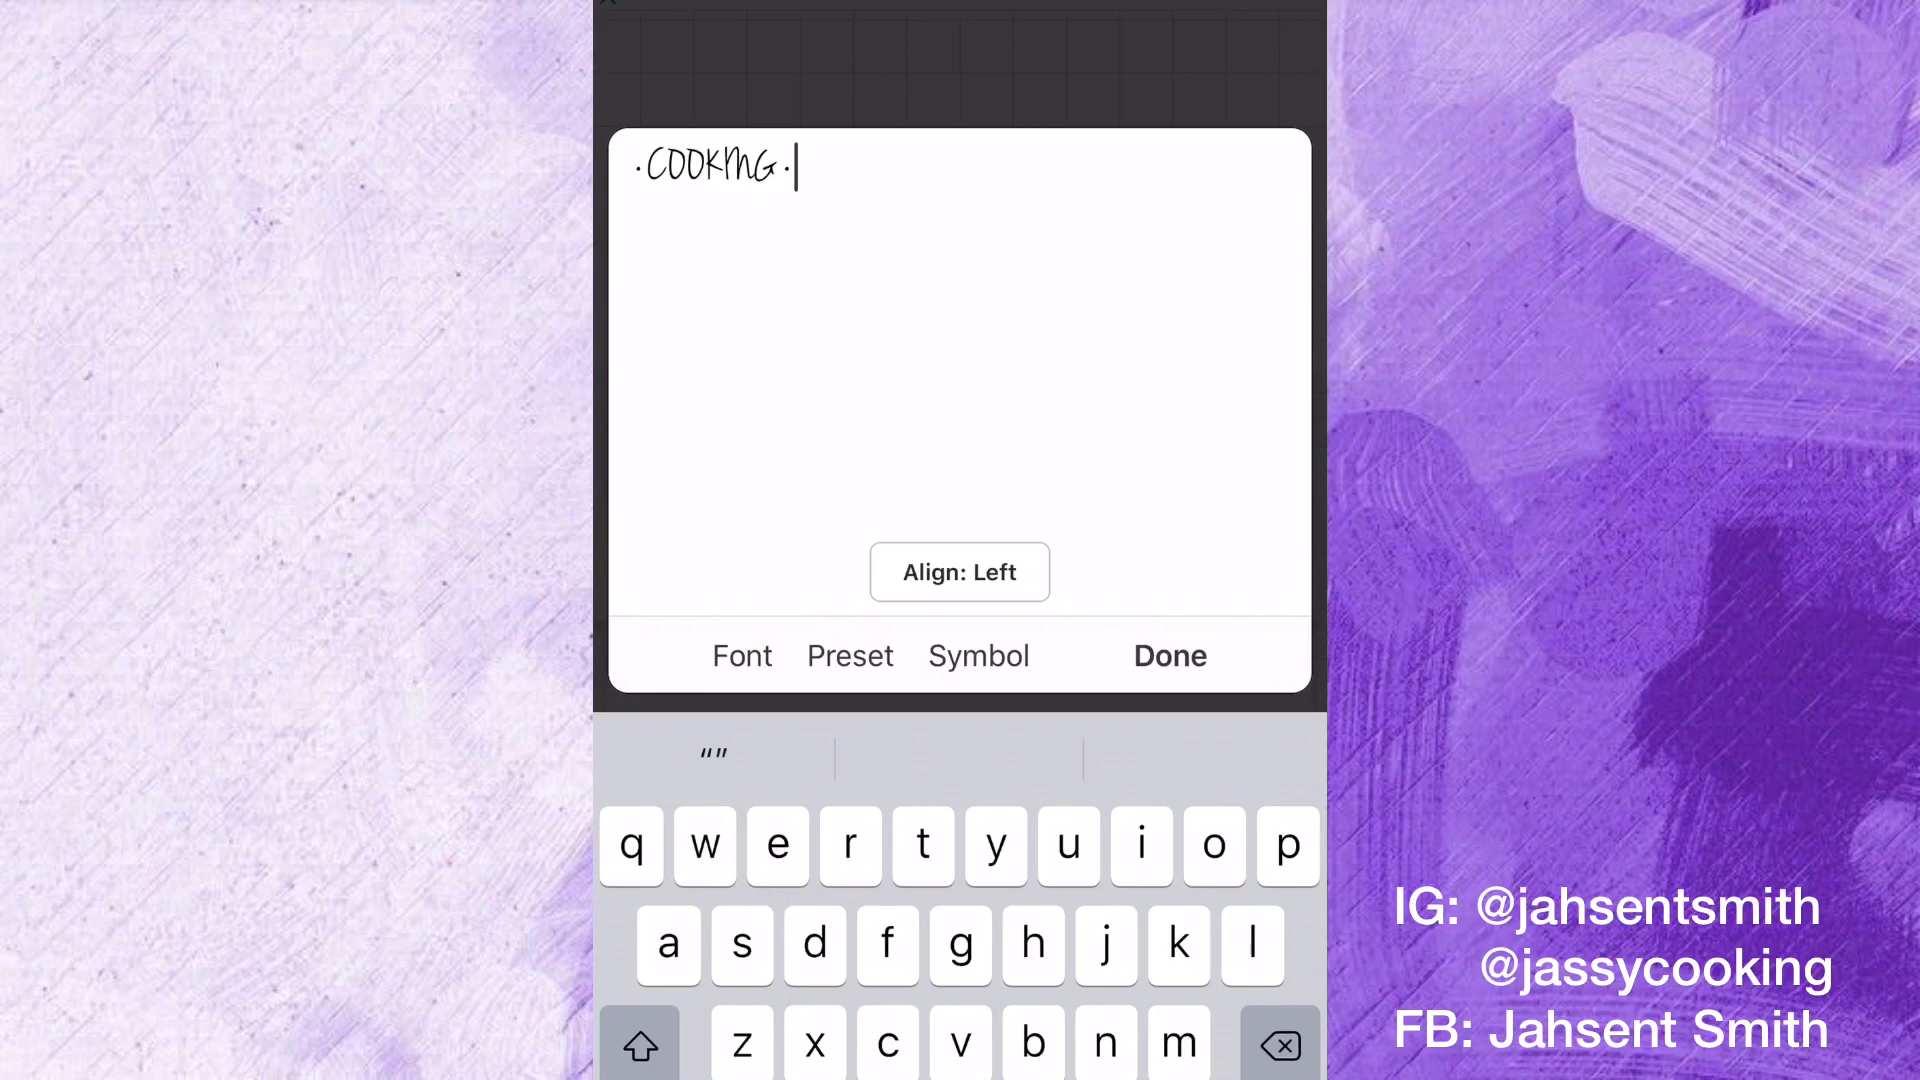 ·COOKING·
Align: Left
Font Preset Symbol Done
“”
q w e r t y u i o p
a s d f g h j k l
z x c v b n m
IG: @jahsentsmith
@jassycooking
FB: Jahsent Smith